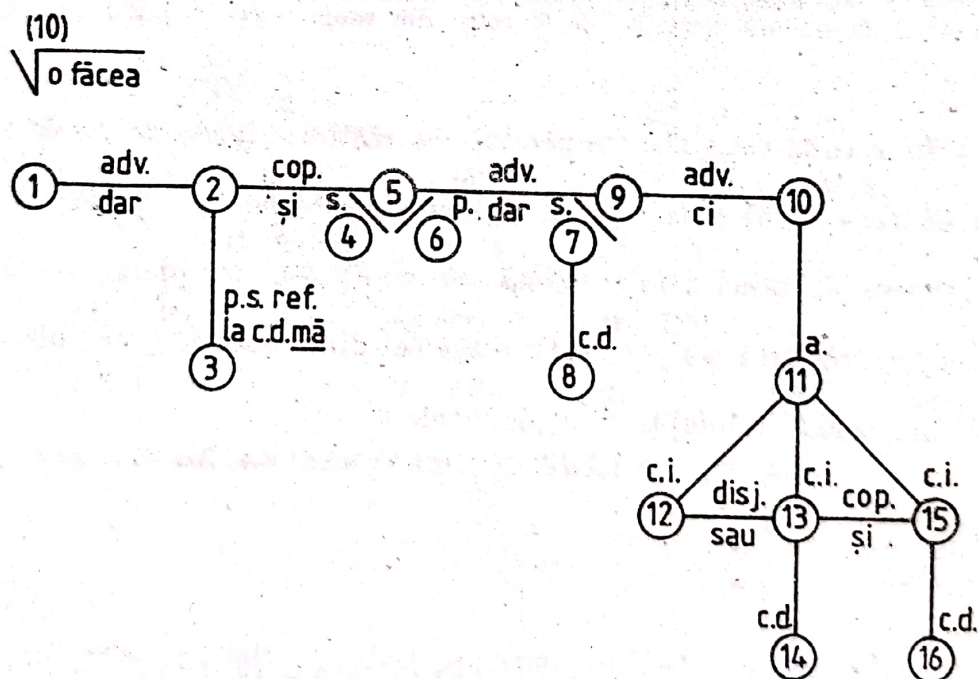 (10)
√o făcea
1 adv. 2 cop. 5 adv. 9 adv. 10
dar și s. p. dar s. ci
4 6 7
p.s. ref.
la c.d. mă
c.d.
3 8
a.
11
c.i. c.i. c.i.
12 disj. 13 cop. 15
sau și
c.d. c.d.
14 16